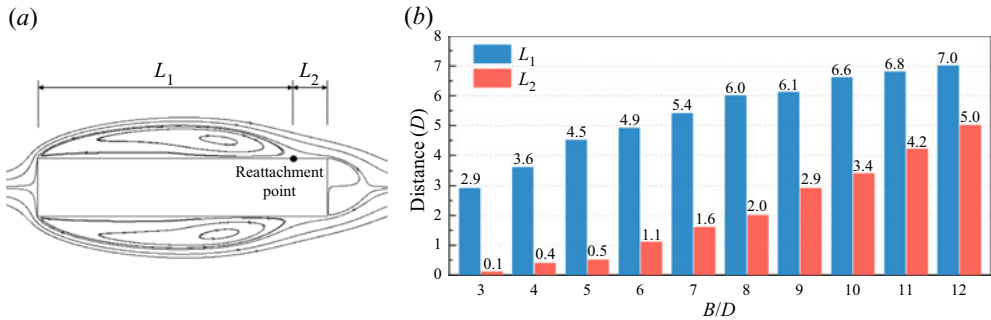 (a)
L1
L2
Reattachment
point
(b)
Distance (D)
8
7
6
5
4
3
2
1
0
L1
L2
2.9
0.1
3.6
0.4
4.5
0.5
4.9
1.1
5.4
1.6
6.0
2.0
6.1
2.9
6.6
3.4
6.8
4.2
7.0
5.0
3 4 5 6 7 8 9 10 11 12
B/D